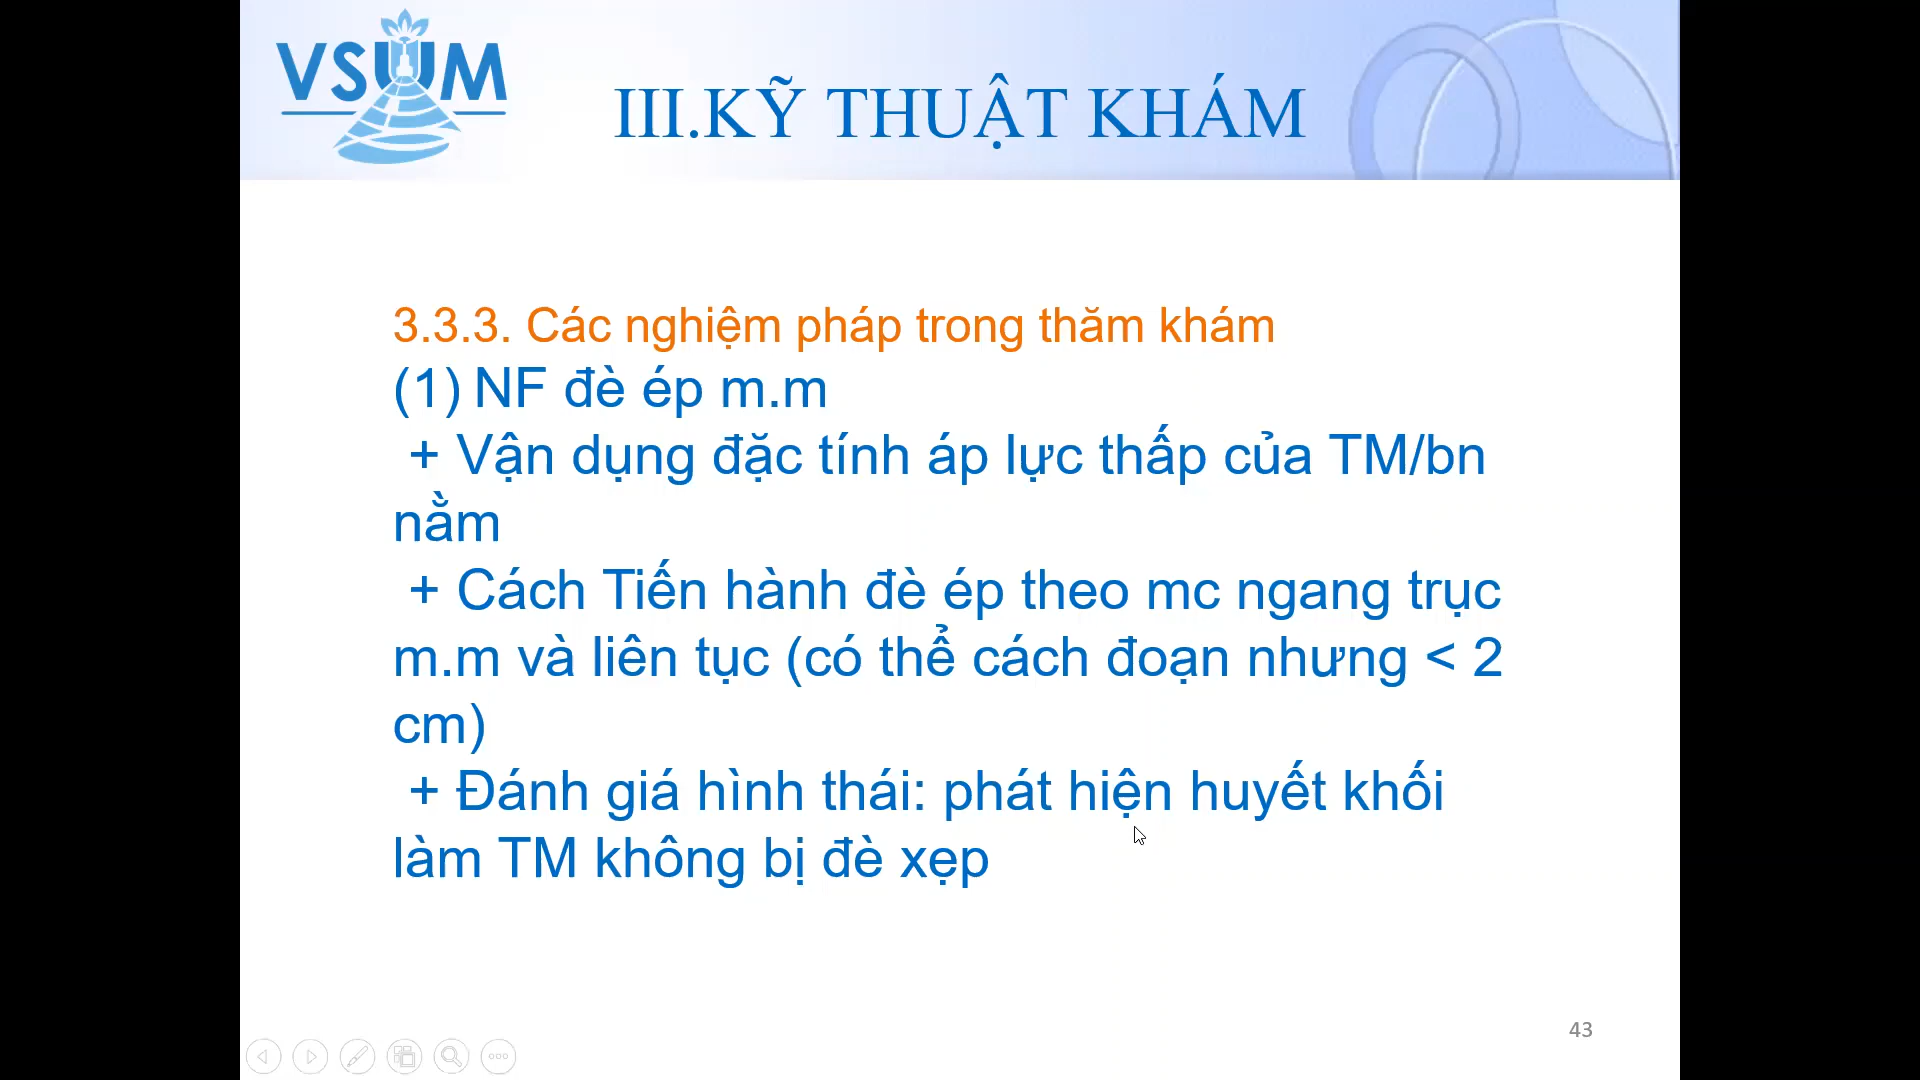 VSUM
III.KỸ THUẬT KHÁM
3.3.3. Các nghiệm pháp trong thăm khám
(1) NF đè ép m.m
+ Vận dụng đặc tính áp lực thấp của TM/bn
nằm
+ Cách Tiến hành đè ép theo mc ngang trục
m.m và liên tục (có thể cách đoạn nhưng < 2
cm)
+ Đánh giá hình thái: phát hiện huyết khối
làm TM không bị đè xẹp
43